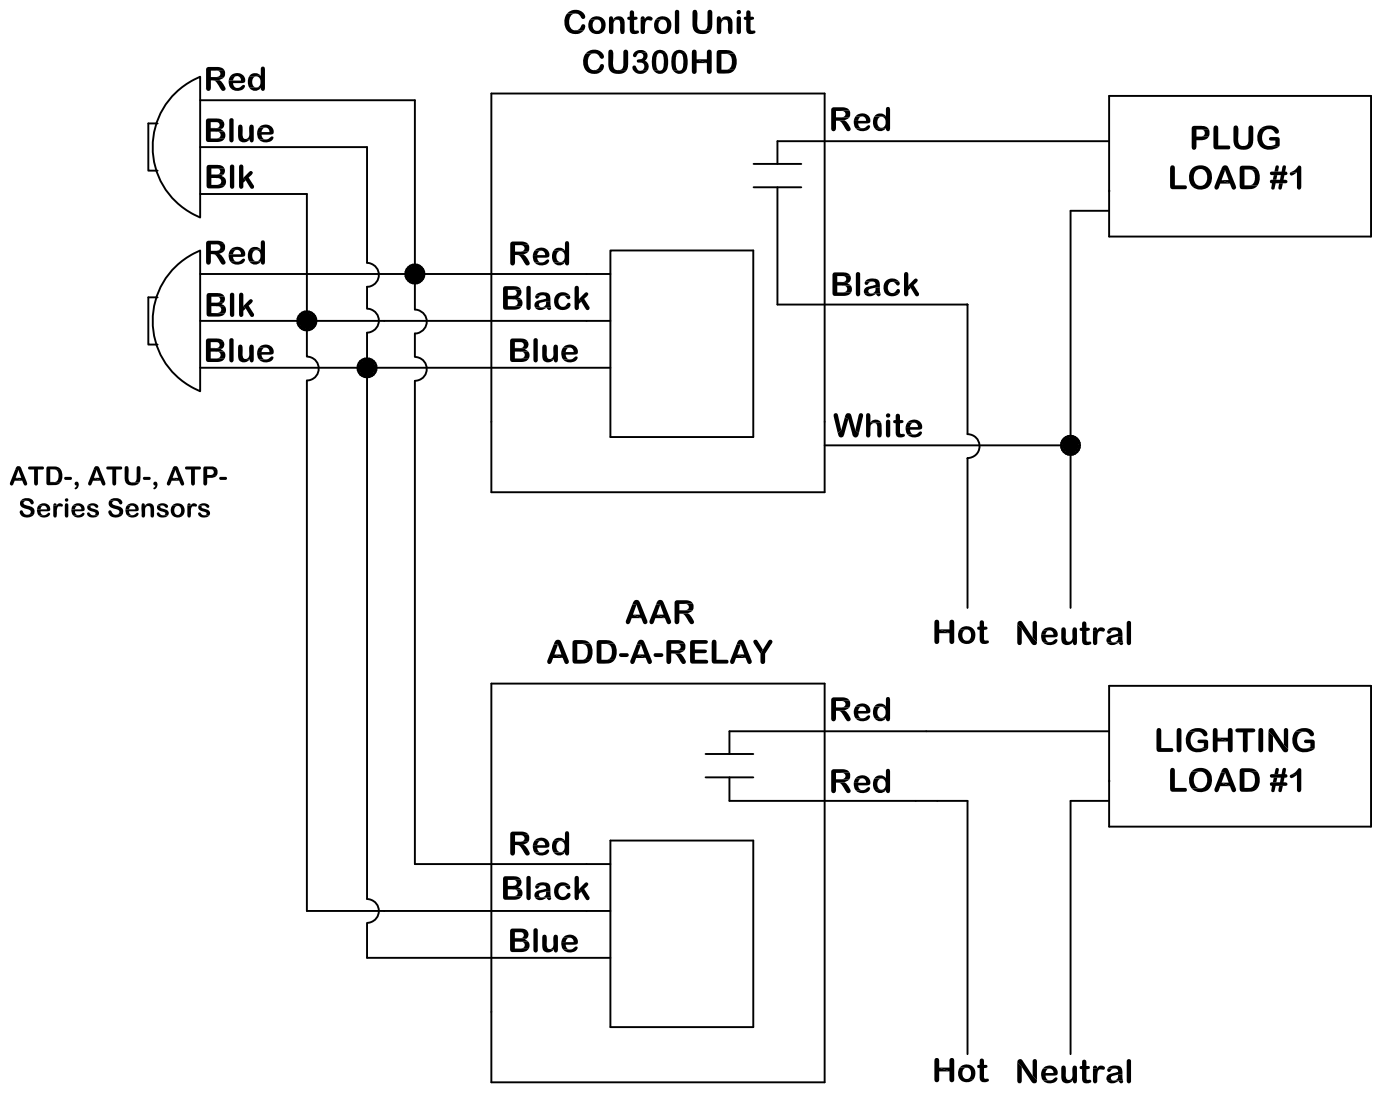 Control Unit
CU300HD
Red
Blue
Blk
Red
Blk
Blue
ATD-, ATU-, ATP-
Series Sensors
Red
Black
Blue
Red
Black
White
PLUG
LOAD #1
Hot
Neutral
AAR
ADD-A-RELAY
Red
Black
Blue
Red
Red
LIGHTING
LOAD #1
Hot
Neutral